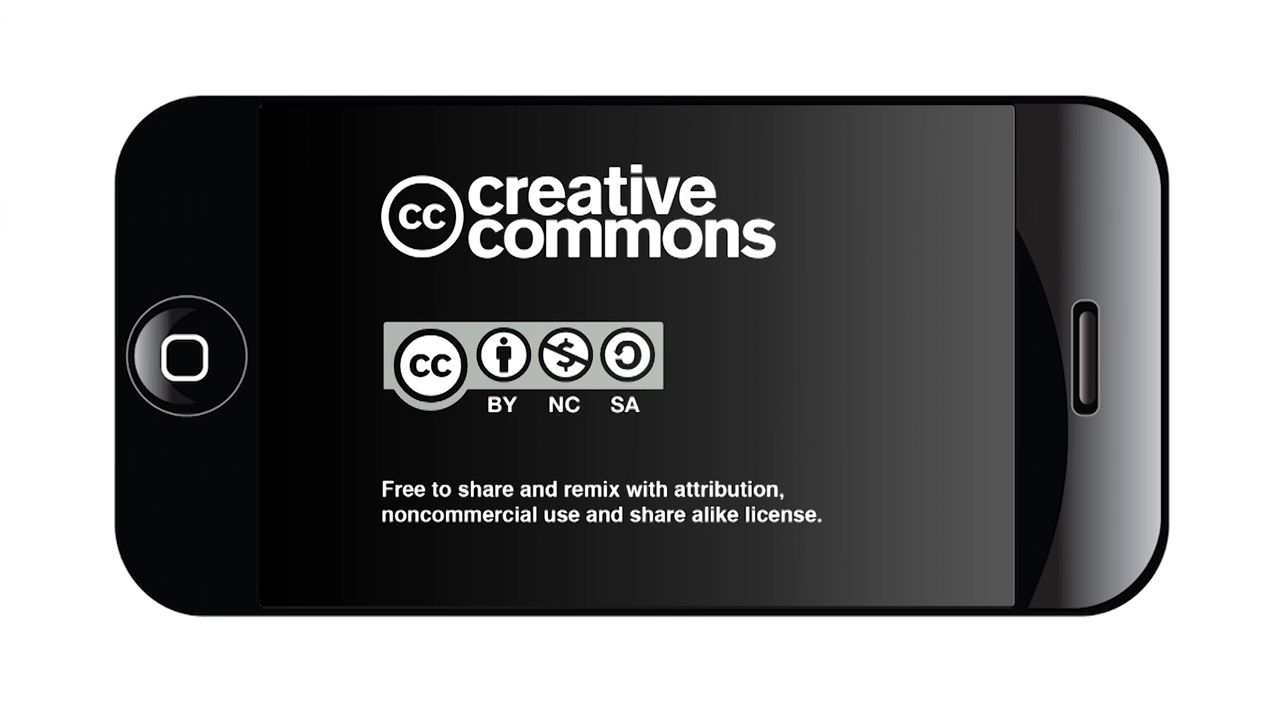 cc creative
commons
cc
BY NC SA
Free to share and remix with attribution,
noncommercial use and share alike license.